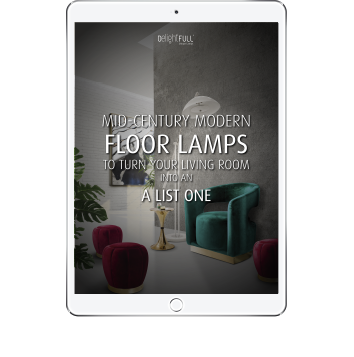 DelightFULL
MID-CENTURY MODERN
FLOOR LAMPS
TO TURN YOUR LIVING ROOM
INTO AN
A LIST ONE